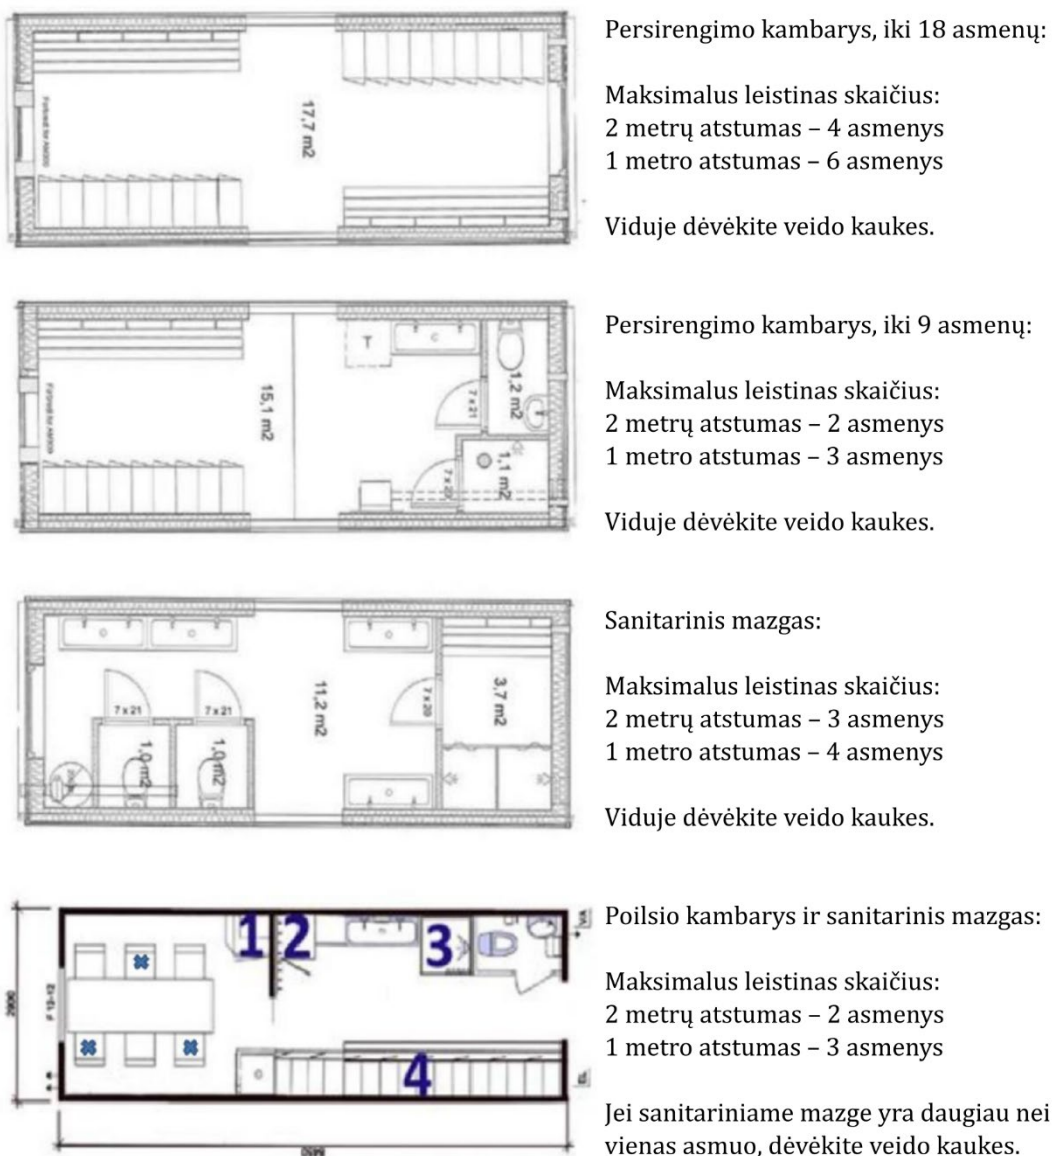 Persirengimo kambarys, iki 18 asmenų:
Maksimalus leistinas skaičius:
2 metrų atstumas – 4 asmenys
1 metro atstumas – 6 asmenys
Viduje dėvėkite veido kaukes.
17,7 m2
Persirengimo kambarys, iki 9 asmenų:
Maksimalus leistinas skaičius:
2 metrų atstumas – 2 asmenys
1 metro atstumas – 3 asmenys
Viduje dėvėkite veido kaukes.
15,1 m2
T
C
7 x 21
1,2 m2
1,1 m2
Sanitarinis mazgas:
Maksimalus leistinas skaičius:
2 metrų atstumas – 3 asmenys
1 metro atstumas – 4 asmenys
Viduje dėvėkite veido kaukes.
7 x 21
7 x 21
1,0 m2
1,0 m2
11,2 m2
7 x 20
3,7 m2
Poilsio kambarys ir sanitarinis mazgas:
Maksimalus leistinas skaičius:
2 metrų atstumas – 2 asmenys
1 metro atstumas – 3 asmenys
Jei sanitariniame mazge yra daugiau nei
vienas asmuo, dėvėkite veido kaukes.
1
2
3
4
2900